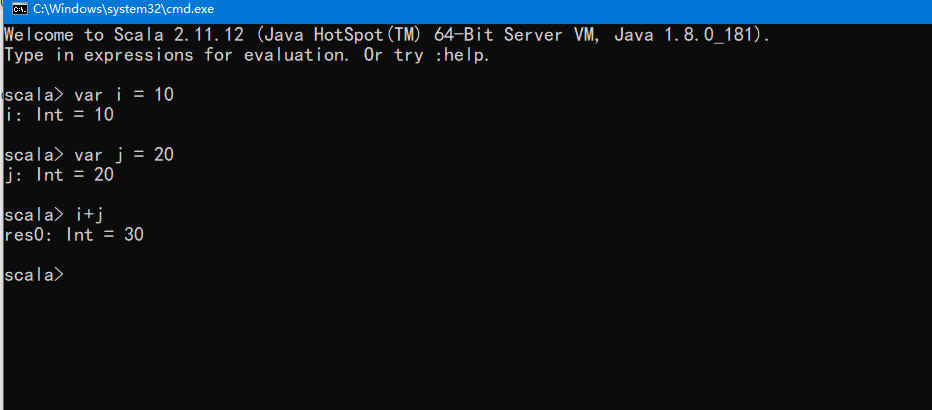 C:\Windows\system32\cmd.exe
Welcome to Scala 2.11.12 (Java HotSpot(TM) 64-Bit Server VM, Java 1.8.0_181).
Type in expressions for evaluation. Or try :help.
scala> var i = 10
i: Int = 10
scala> var j = 20
j: Int = 20
scala> i+j
res0: Int = 30
scala>